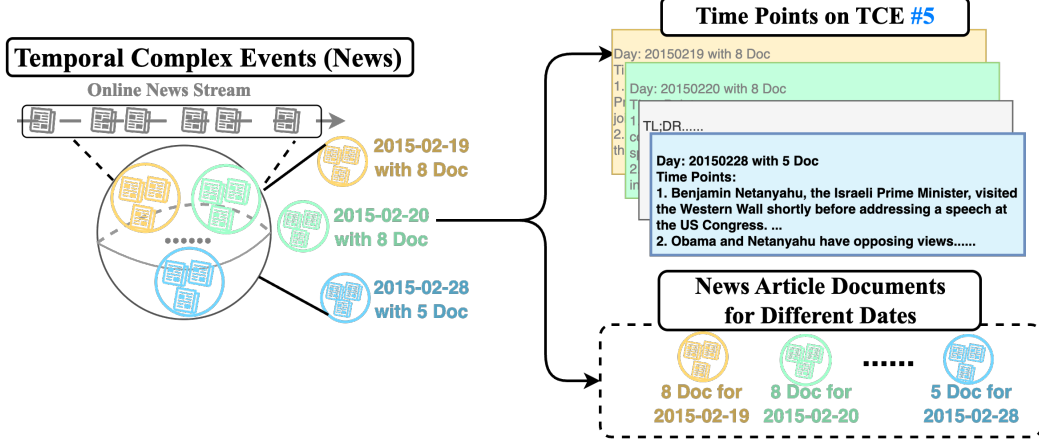 Temporal Complex Events (News)
Online News Stream
2015-02-19
with 8 Doc
2015-02-20
with 8 Doc
2015-02-28
with 5 Doc
Time Points on TCE #5
Day: 20150219 with 8 Doc
Day: 20150220 with 8 Doc
TL;DR......
Day: 20150228 with 5 Doc
Time Points:
1. Benjamin Netanyahu, the Israeli Prime Minister, visited
the Western Wall shortly before addressing a speech at
the US Congress. ...
2. Obama and Netanyahu have opposing views......
News Article Documents
for Different Dates
8 Doc for
2015-02-19
8 Doc for
2015-02-20
......
5 Doc for
2015-02-28